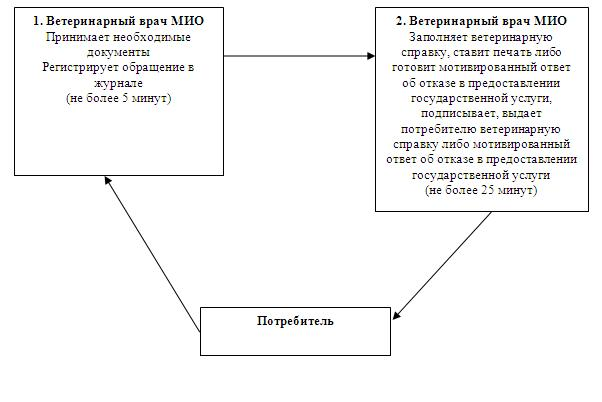 1. Ветеринарный врач МИО
Принимает необходимые
документы
Регистрирует обращение в
журнале
(не более 5 минут)
2. Ветеринарный врач МИО
Заполняет ветеринарную
справку, ставит печать либо
готовит мотивированный ответ
об отказе в предоставлении
государственной услуги,
подписывает, выдает
потребителю ветеринарную
справку либо мотивированный
ответ об отказе в предоставлении
государственной услуги
(не более 25 минут)
Потребитель